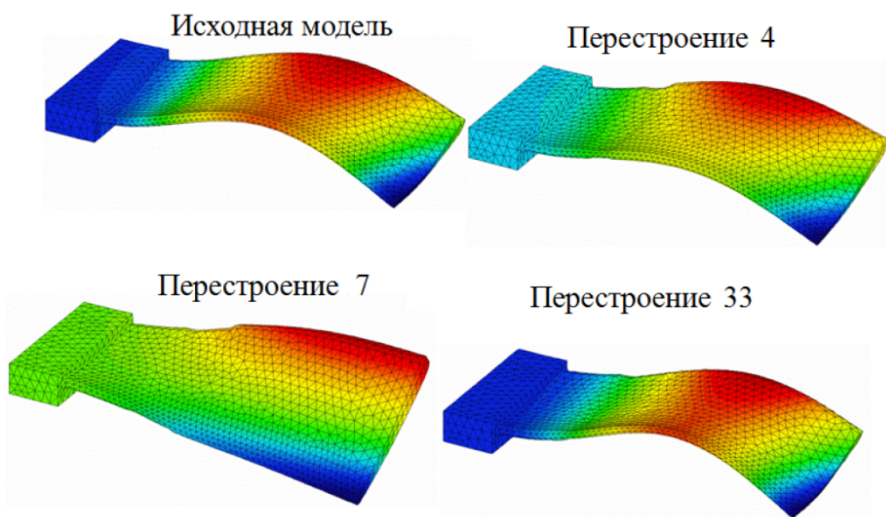 Исходная модель
Перестроение 4
Перестроение 7
Перестроение 33